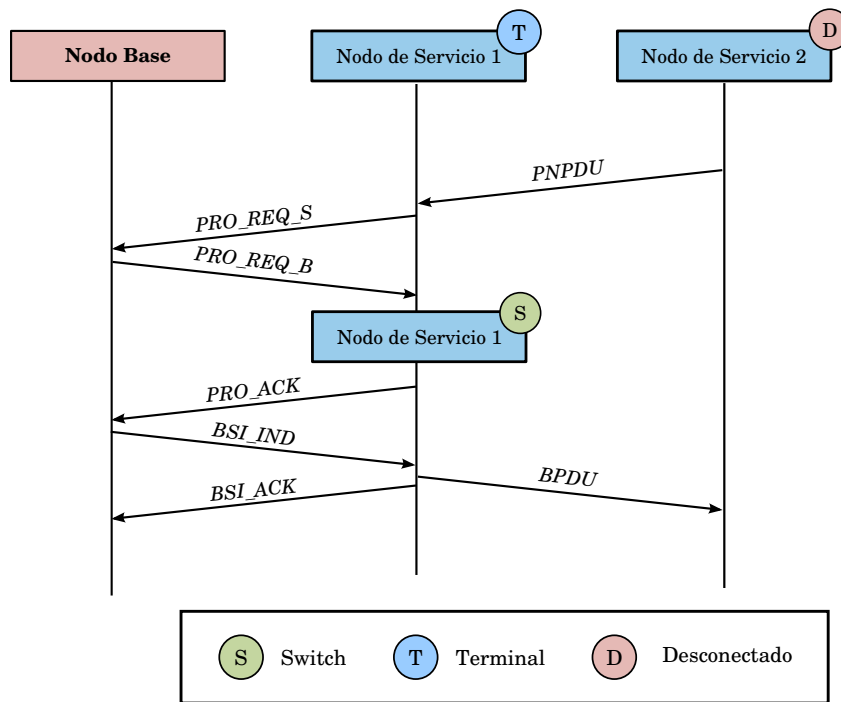 T
D
Nodo Base
Nodo de Servicio 1
Nodo de Servicio 2
PNPDU
PRO_REQ_S
PRO_REQ_B
S
Nodo de Servicio 1
PRO_ACK
BSI_IND
BSI_ACK
BPDU
S Switch
T Terminal
D Desconectado